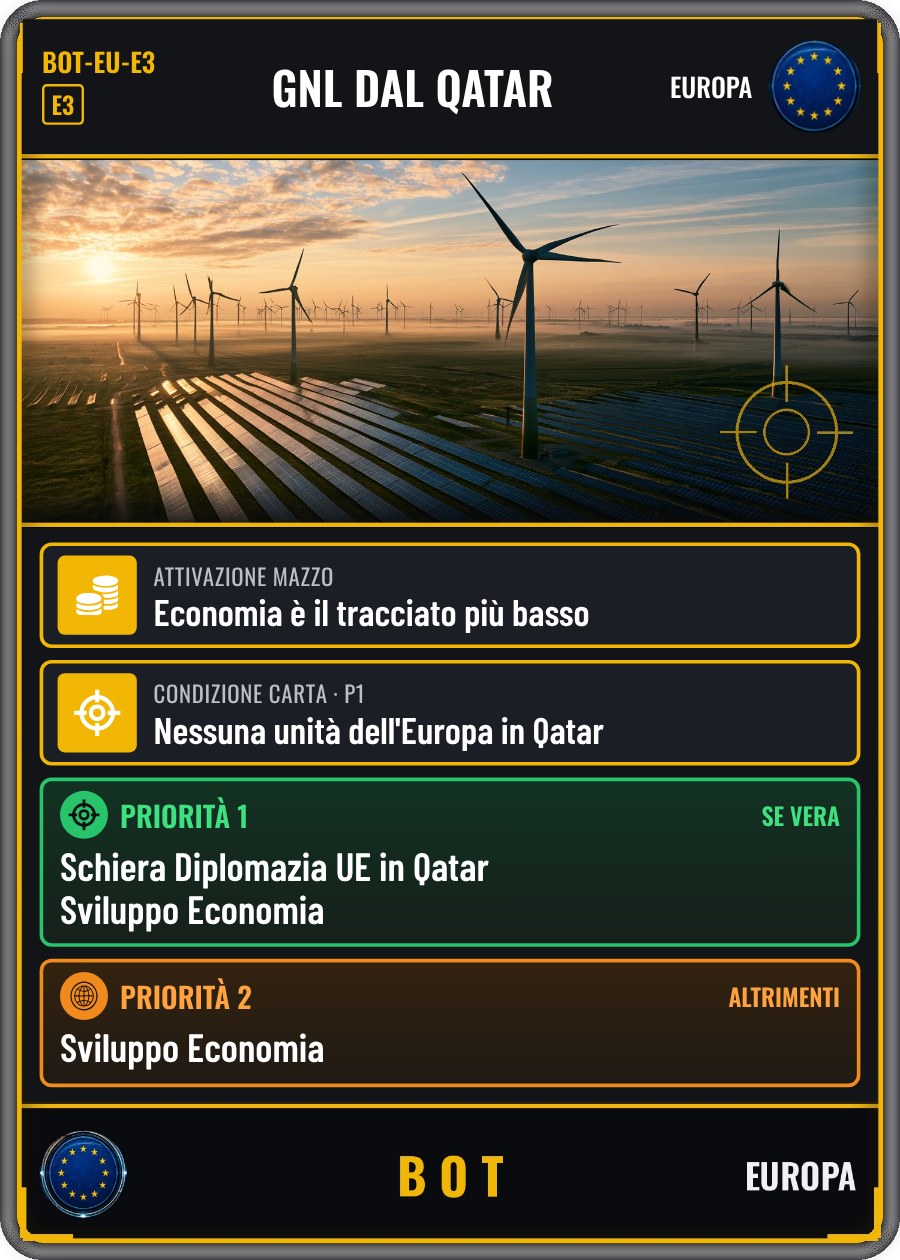 BOT-EU-E3
E3
GNL DAL QATAR
EUROPA
ATTIVAZIONE MAZZO
Economia è il tracciato più basso
CONDIZIONE CARTA · P1
Nessuna unità dell'Europa in Qatar
PRIORITÀ 1
SE VERA
Schiera Diplomazia UE in Qatar
Sviluppo Economia
PRIORITÀ 2
ALTRIMENTI
Sviluppo Economia
BOT
EUROPA